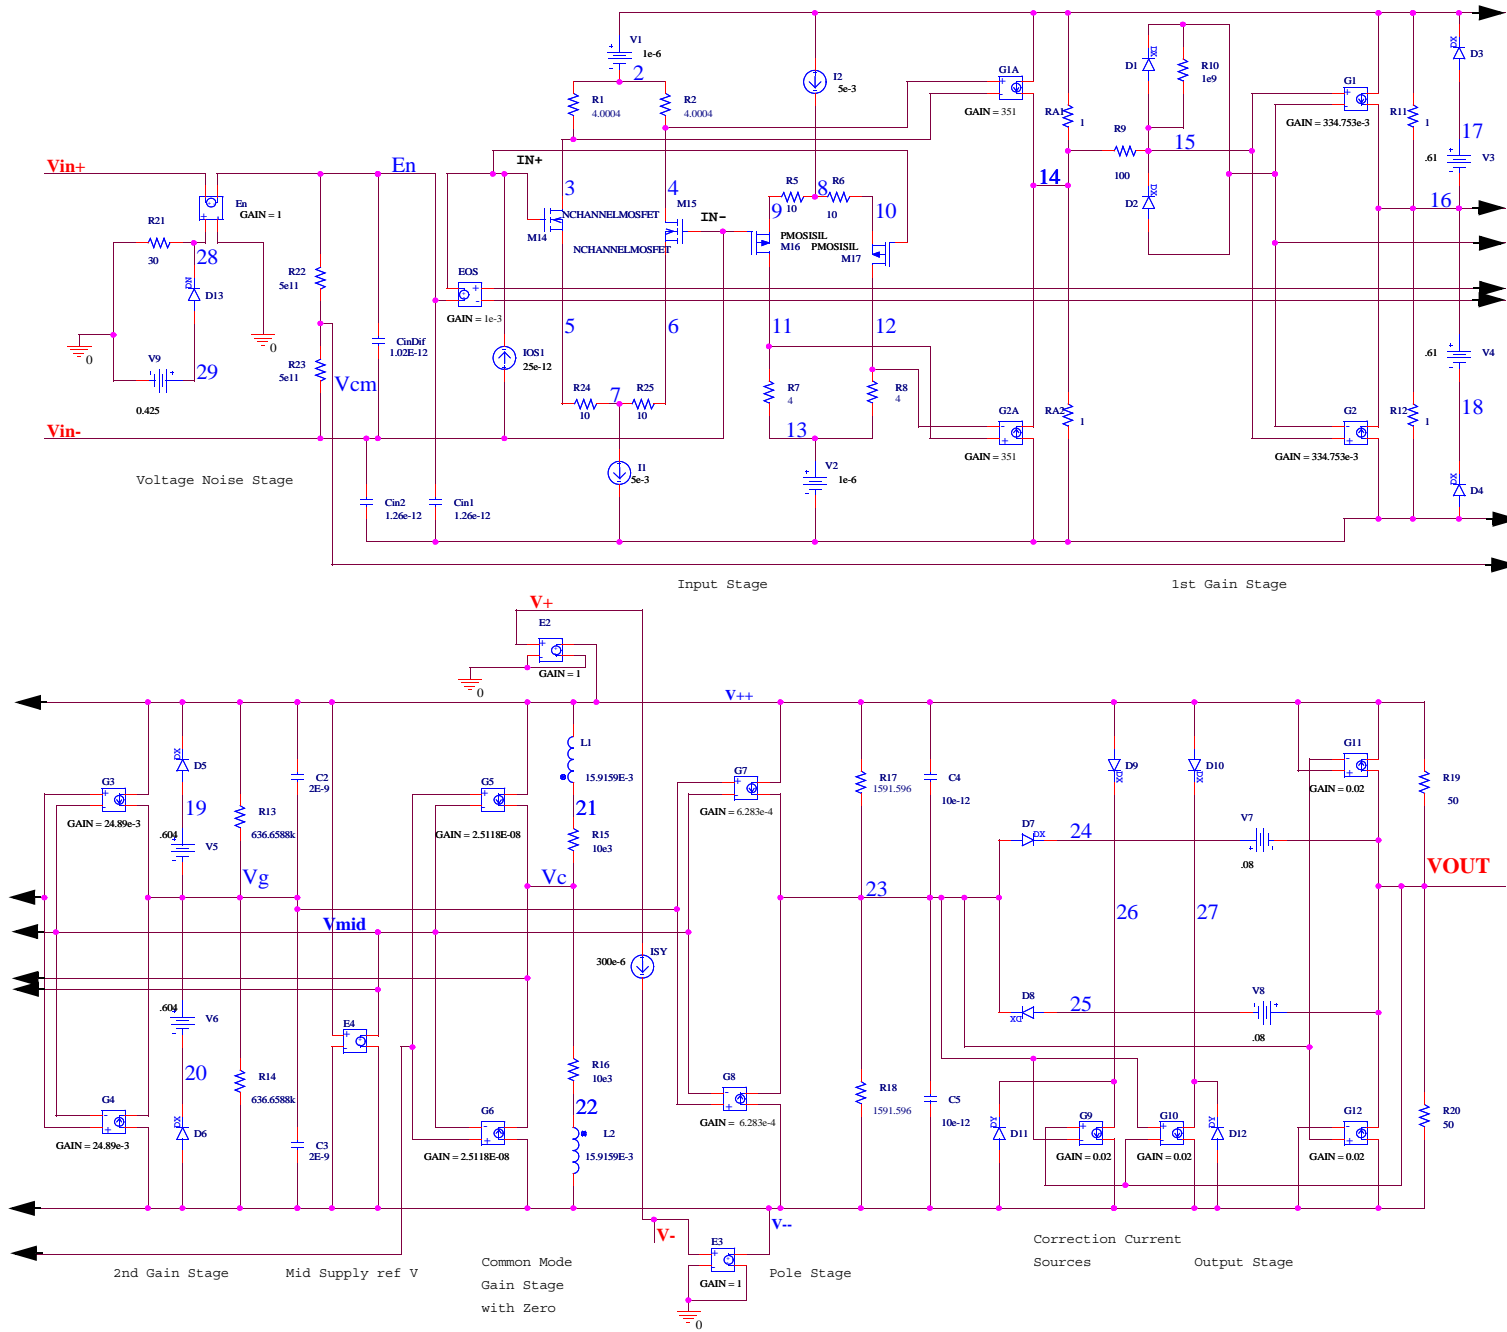 V1
1e-6
2
R1
4.0004
R2
4.0004
I2
5e-3
G1A
GAIN = 351
RA1
1
DX
D1
R10
1e9
G1
GAIN = 334.753e-3
R11
1
DX
D3
17
.61
V3
Vin+
En
En
GAIN = 1
IN+
3
4
M15
NCHANNELMOSFET
M14
NCHANNELMOSFET
IN-
R5
10
8
R6
10
9
10
PMOSISIL
M16
PMOSISIL
M17
R9
100
15
14
DX
D2
16
R21
30
28
DN
D13
R22
5e11
EOS
GAIN = 1e-3
0
0
V9
29
0.425
R23
5e11
Vcm
CinDif
1.02E-12
IOS1
25e-12
5
6
11
12
R24
10
7
R25
10
R7
4
R8
4
13
G2A
GAIN = 351
RA2
1
G2
GAIN = 334.753e-3
R12
1
.61
V4
18
DX
D4
Vin-
Voltage Noise Stage
Cin2
1.26e-12
Cin1
1.26e-12
I1
5e-3
V2
1e-6
Input Stage
1st Gain Stage
V+
E2
GAIN = 1
0
V++
G3
GAIN = 24.89e-3
DX
D5
19
.604
V5
R13
636.6588k
C2
2E-9
G5
GAIN = 2.5118E-08
L1
15.9159E-3
21
R15
10e3
G7
GAIN = 6.283e-4
R17
1591.596
C4
10e-12
D9
DX
D10
DX
G11
GAIN = 0.02
R19
50
D7
DX
24
V7
.08
VOUT
Vg
Vc
23
Vmid
26
27
ISY
300e-6
.604
V6
E4
D8
DX
25
V8
.08
20
G4
GAIN = 24.89e-3
DX
D6
R14
636.6588k
C3
2E-9
G6
GAIN = 2.5118E-08
R16
10e3
22
L2
15.9159E-3
G8
GAIN = 6.283e-4
R18
1591.596
C5
10e-12
DY
D11
G9
GAIN = 0.02
G10
GAIN = 0.02
DY
D12
G12
GAIN = 0.02
R20
50
V-
E3
GAIN = 1
0
V--
2nd Gain Stage
Mid Supply ref V
Common Mode
Gain Stage
with Zero
Pole Stage
Correction Current
Sources
Output Stage